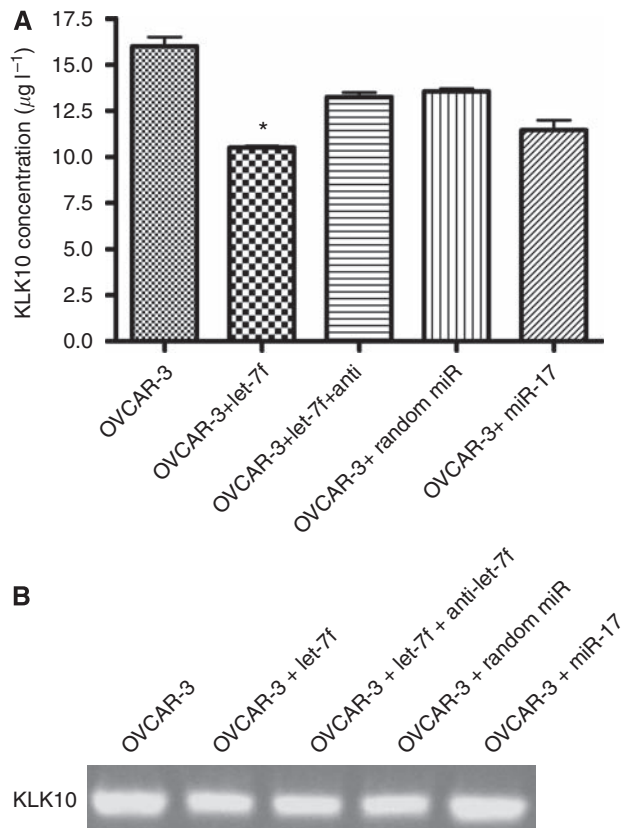 A
KLK10 concentration (μg l⁻¹)
17.5
15.0
12.5
10.0
7.5
5.0
2.5
0.0
*
OVCAR-3
OVCAR-3+let-7f
OVCAR-3+let-7f+anti
OVCAR-3+ random miR
OVCAR-3+ miR-17
B
OVCAR-3
OVCAR-3 + let-7f
OVCAR-3 + let-7f + anti-let-7f
OVCAR-3 + random miR
OVCAR-3 + miR-17
KLK10